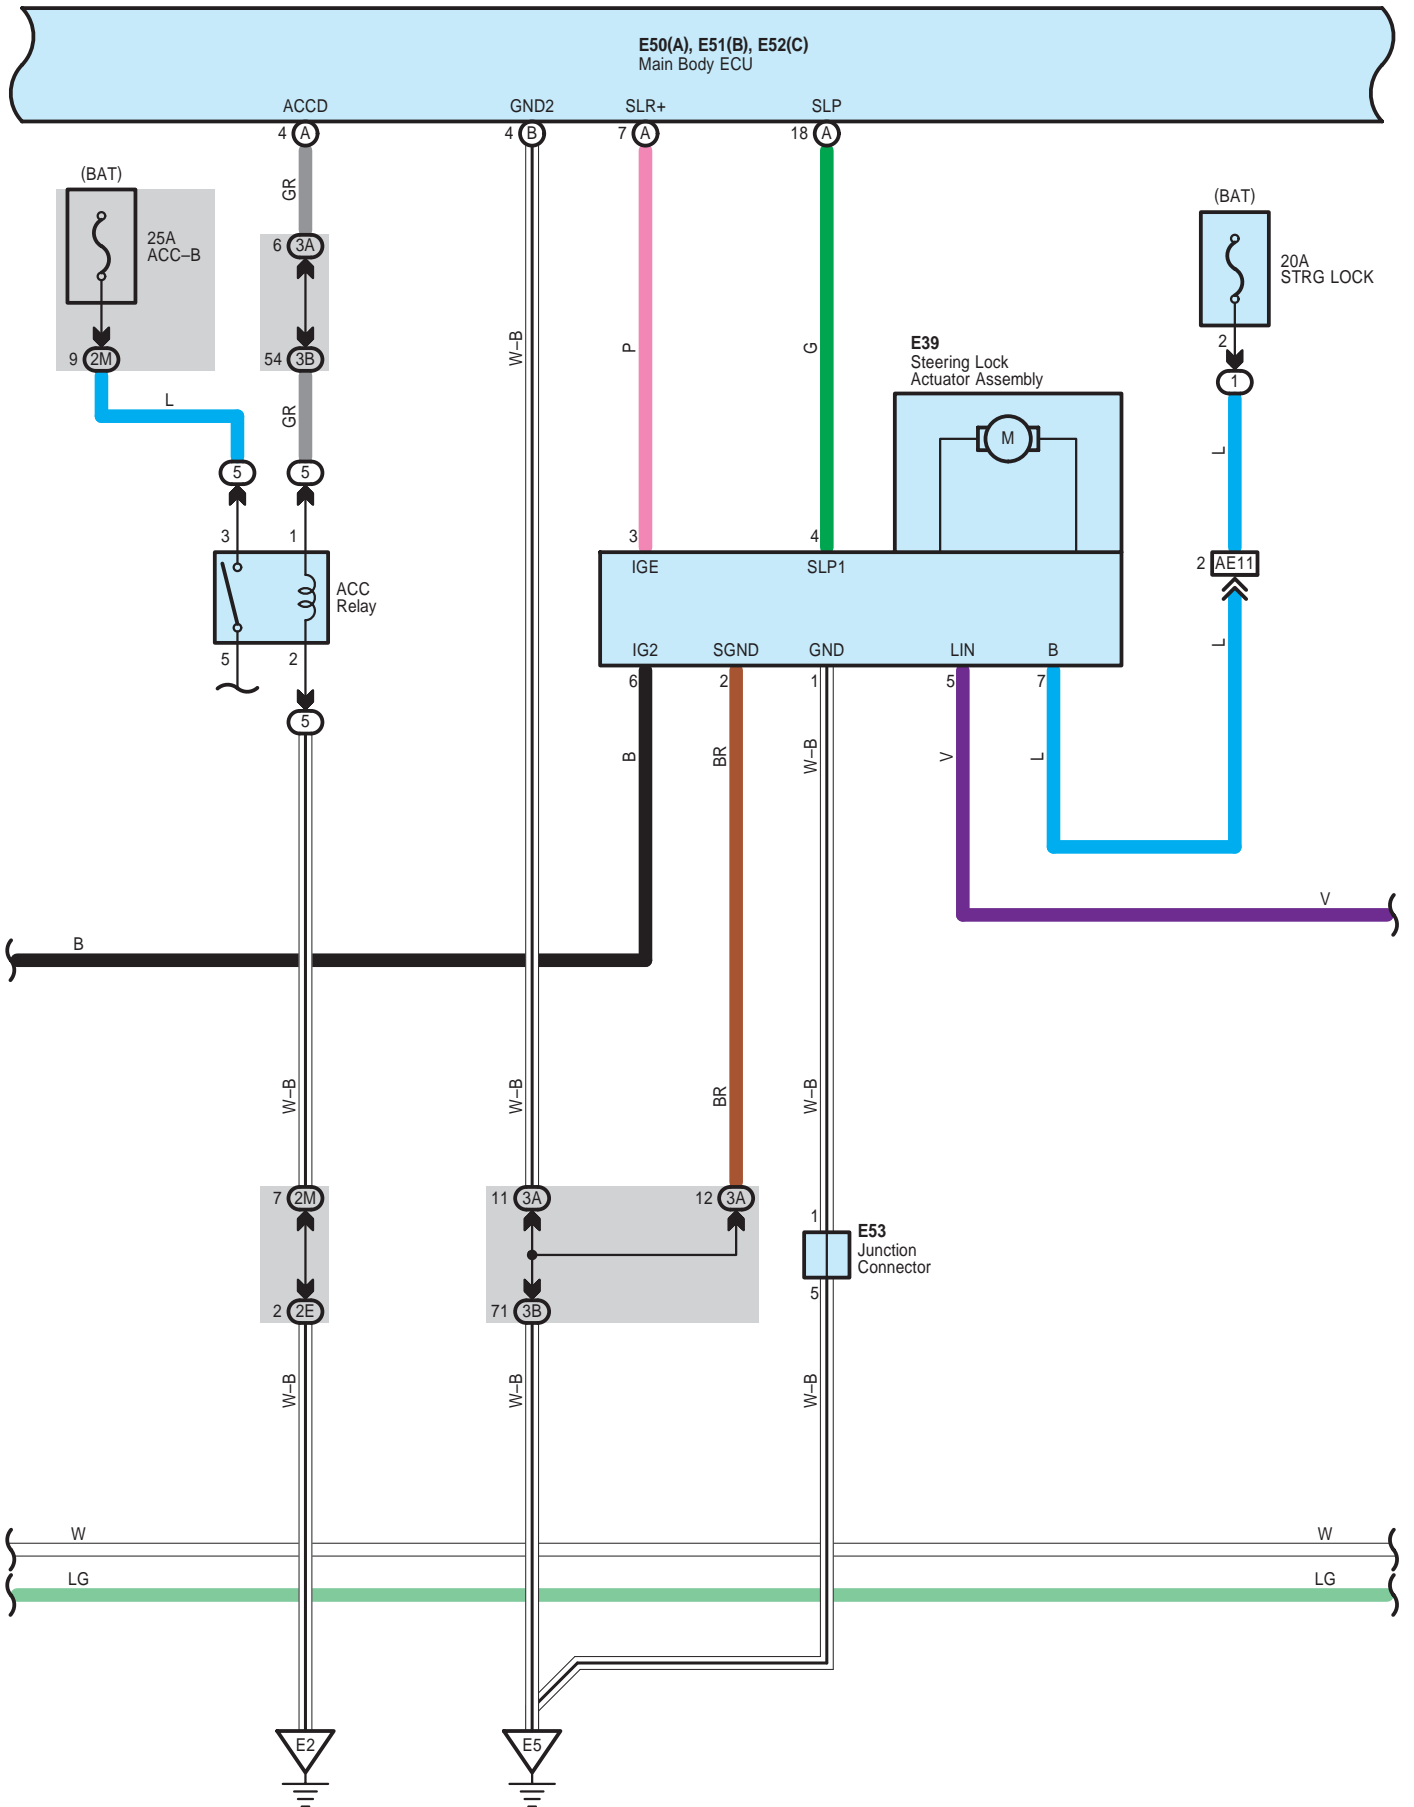 E50(A), E51(B), E52(C)
Main Body ECU
ACCD
GND2
SLR+
SLP
4 A
4 B
7 A
18 A
(BAT)
GR
(BAT)
25A
ACC–B
6 3A
20A
STRG LOCK
W–B
P
G
E39
Steering Lock
Actuator Assembly
2
9 2M
54 3B
1
L
GR
M
L
5
5
3
1
3
4
IGE
SLP1
2 AE11
ACC
Relay
L
5
2
IG2
SGND
GND
LIN
B
6
2
1
5
7
5
B
BR
W–B
V
L
V
B
W–B
W–B
BR
W–B
7 2M
11 3A
12 3A
1
E53
Junction
Connector
5
2 2E
71 3B
W–B
W–B
W–B
W
W
LG
LG
E2
E5